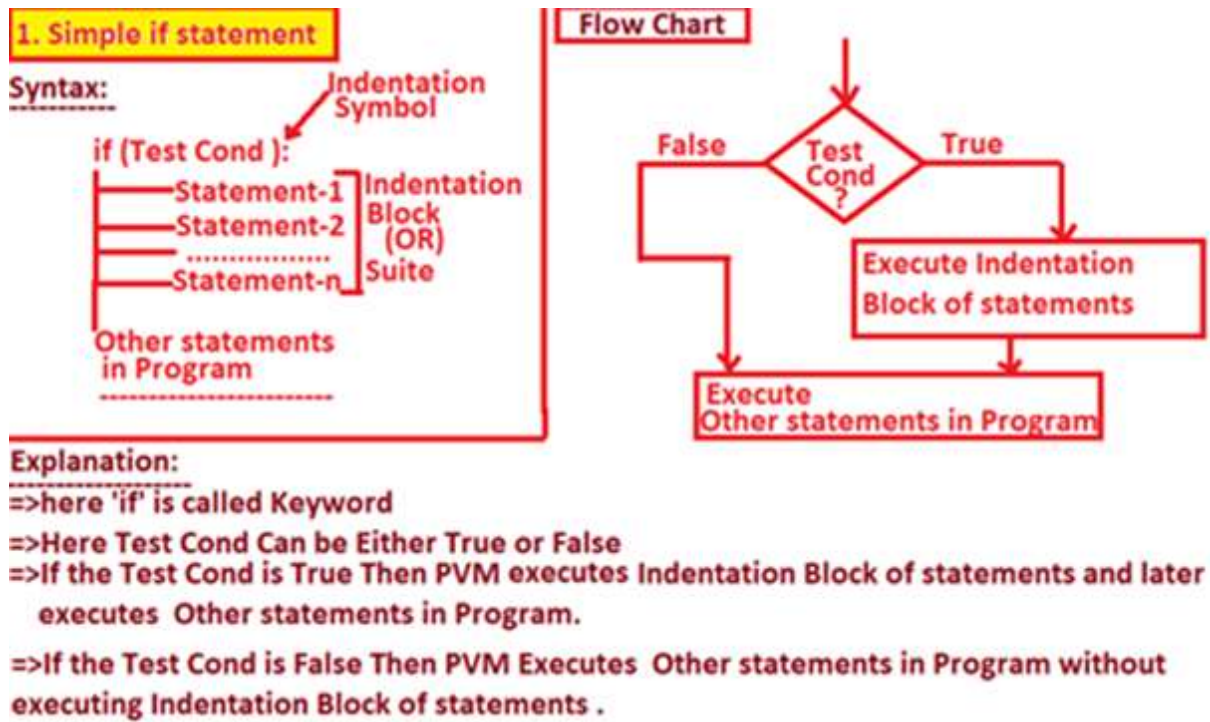 1. Simple if statement
Syntax:
Indentation
Symbol
if (Test Cond ):
Statement-1
Statement-2
.................
Statement-n
Indentation
Block
(OR)
Suite
Other statements
in Program
Flow Chart
False
Test
Cond
?
True
Execute Indentation
Block of statements
Execute
Other statements in Program
Explanation:
=>here 'if' is called Keyword
=>Here Test Cond Can be Either True or False
=>If the Test Cond is True Then PVM executes Indentation Block of statements and later
executes Other statements in Program.
=>If the Test Cond is False Then PVM Executes Other statements in Program without
executing Indentation Block of statements .